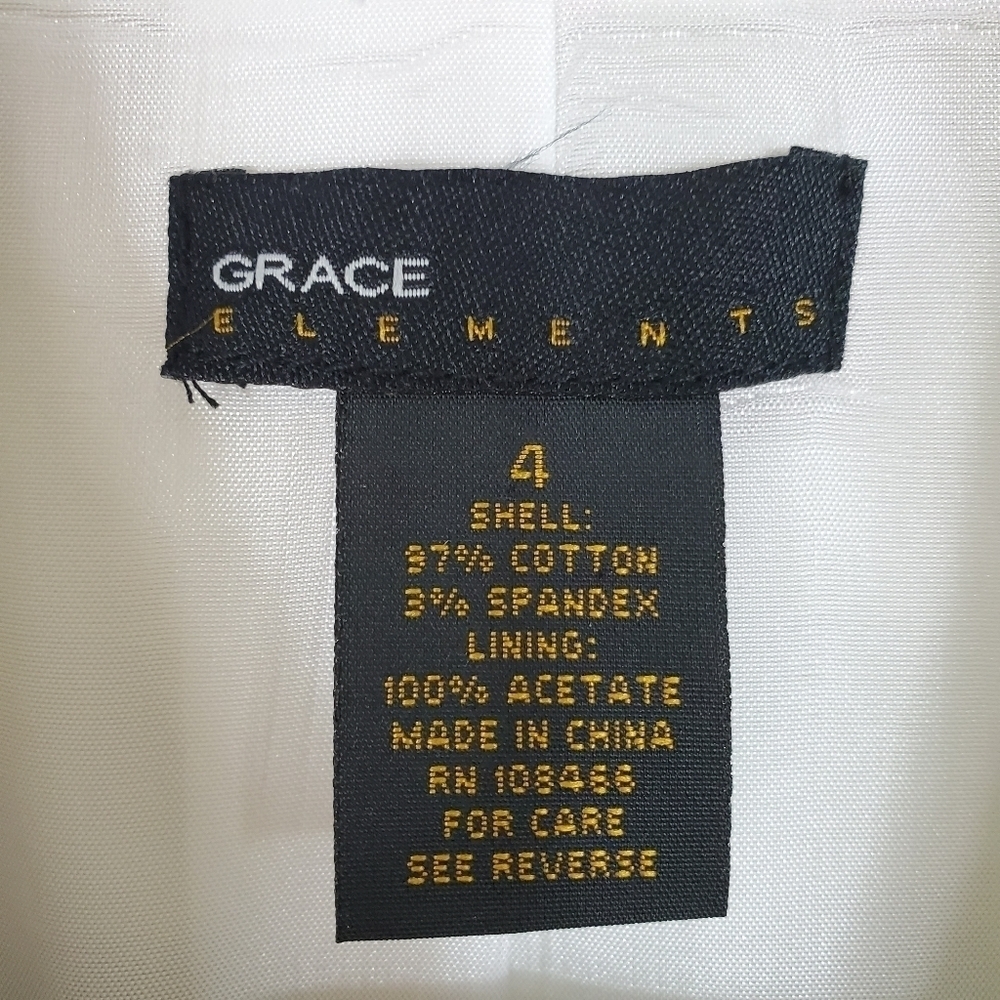 GRACE
ELEMENTS
4
SHELL:
97% COTTON
3% SPANDEX
LINING:
100% ACETATE
MADE IN CHINA
RN 108466
FOR CARE
SEE REVERSE